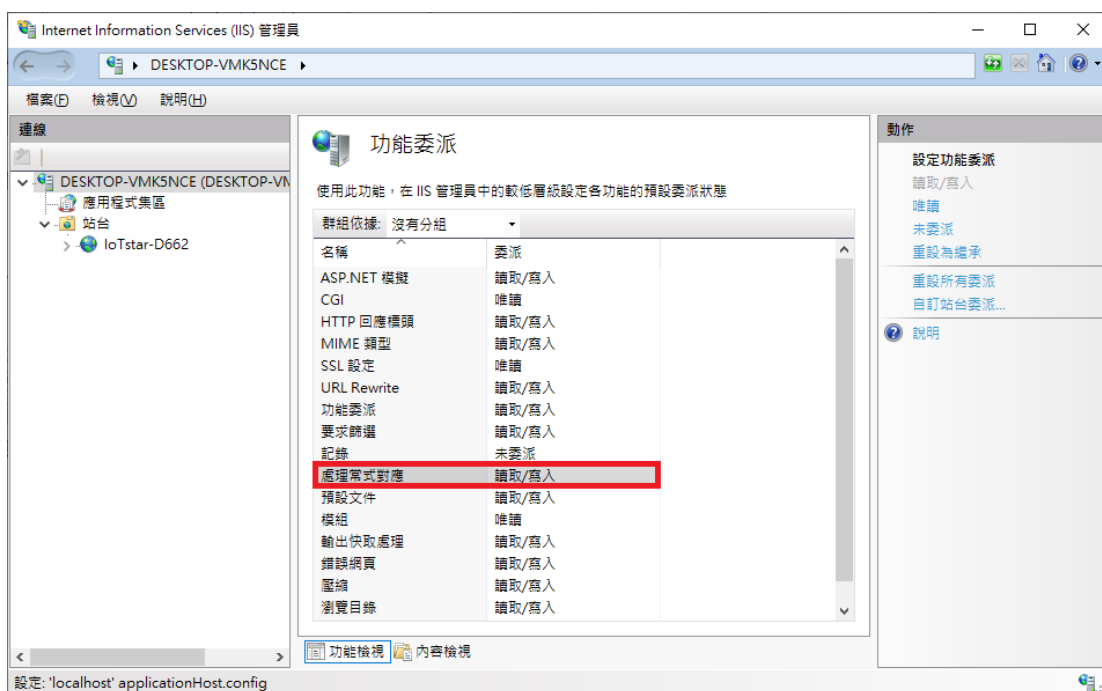 Internet Information Services (IIS) 管理員
DESKTOP-VMK5NCE
檔案(F) 檢視(V) 說明(H)
連線
DESKTOP-VMK5NCE (DESKTOP-VM
應用程式集區
站台
IoTstar-D662
功能委派
使用此功能,在 IIS 管理員中的較低層級設定各功能的預設委派狀態
群組依據: 沒有分組
名稱 委派
ASP.NET 模擬 讀取/寫入
CGI 唯讀
HTTP 回應標頭 讀取/寫入
MIME 類型 讀取/寫入
SSL 設定 唯讀
URL Rewrite 讀取/寫入
功能委派 讀取/寫入
要求篩選 讀取/寫入
記錄 未委派
處理常式對應 讀取/寫入
預設文件 讀取/寫入
模組 唯讀
輸出快取處理 讀取/寫入
錯誤網頁 讀取/寫入
壓縮 讀取/寫入
瀏覽目錄 讀取/寫入
功能檢視 內容檢視
動作
設定功能委派
讀取/寫入
唯讀
未委派
重設為繼承
重設所有委派
自訂站台委派...
說明
設定: 'localhost' applicationHost.config